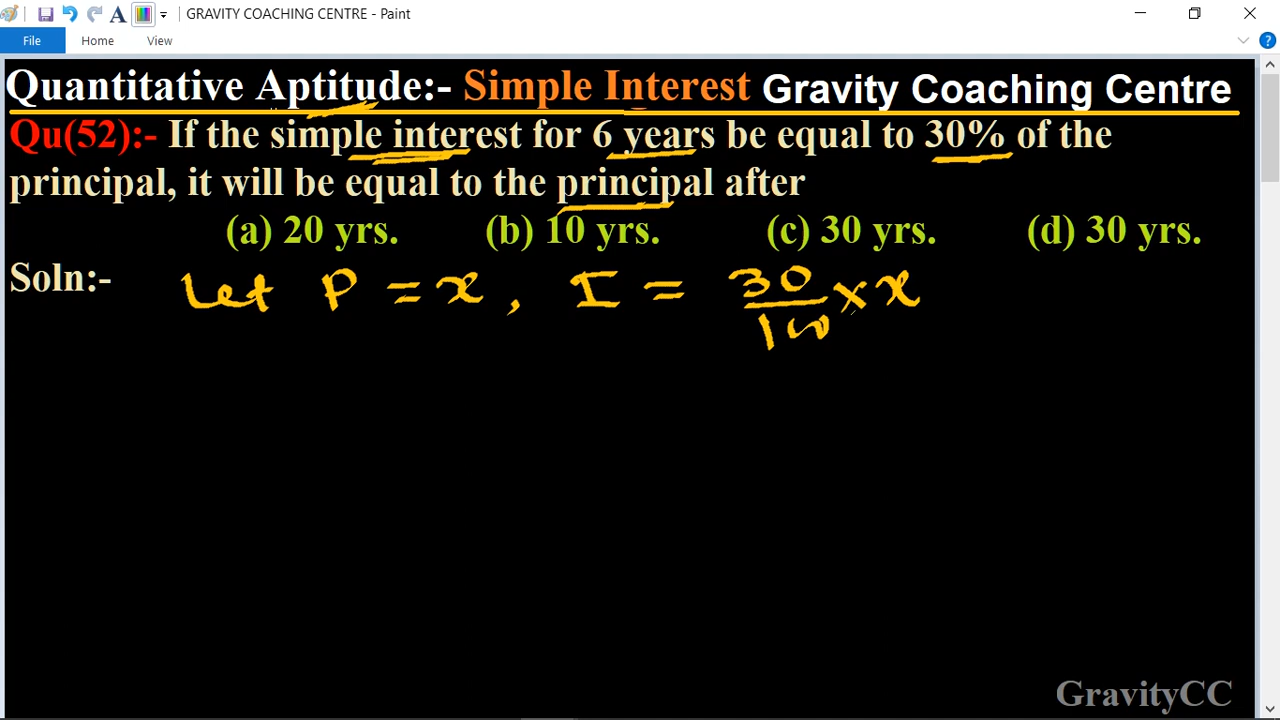 GRAVITY COACHING CENTRE - Paint
File Home View
Quantitative Aptitude:- Simple Interest Gravity Coaching Centre
Qu(52):- If the simple interest for 6 years be equal to 30% of the
principal, it will be equal to the principal after
(a) 20 yrs. (b) 10 yrs. (c) 30 yrs. (d) 30 yrs.
Soln:- Let P = x, I = 30/100 × x
GravityCC